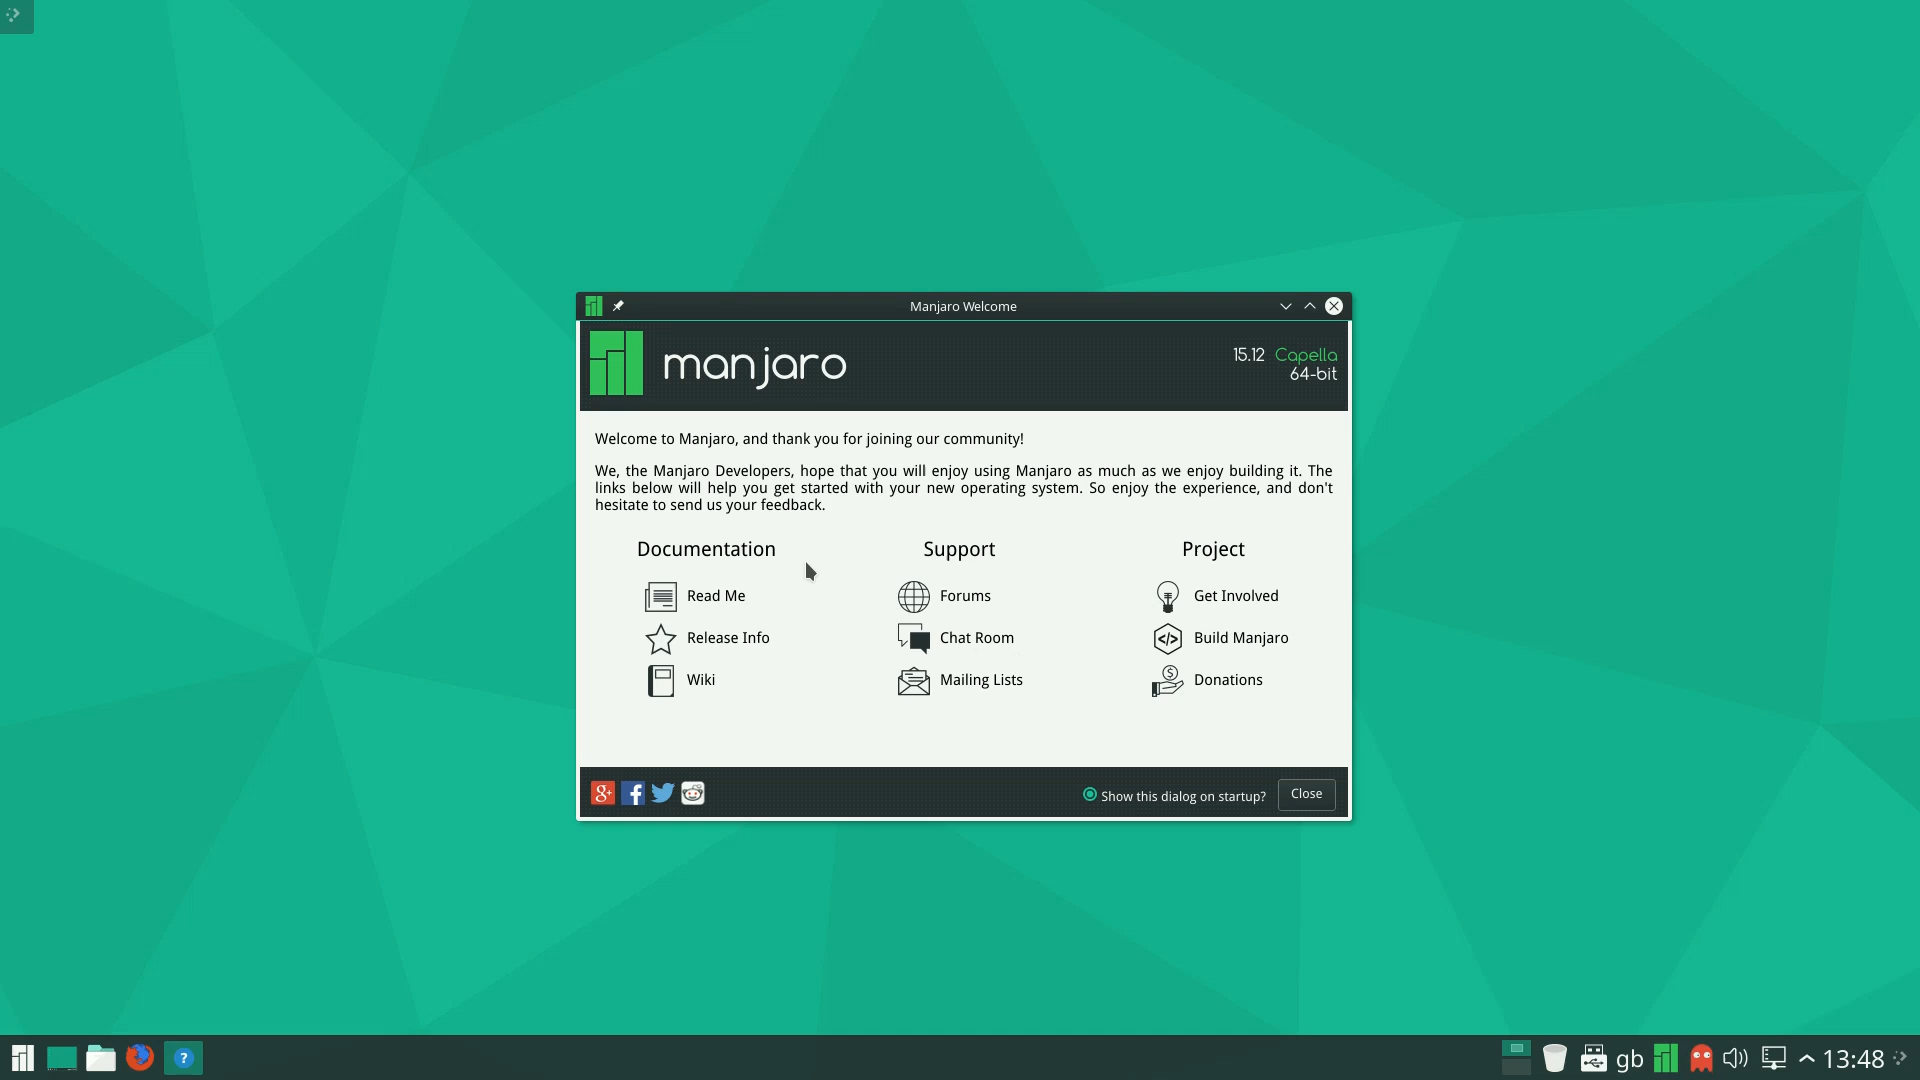 Manjaro Welcome
manjaro
15.12 Capella
64-bit
Welcome to Manjaro, and thank you for joining our community!
We, the Manjaro Developers, hope that you will enjoy using Manjaro as much as we enjoy building it. The
links below will help you get started with your new operating system. So enjoy the experience, and don't
hesitate to send us your feedback.
Documentation
Read Me
Release Info
Wiki
Support
Forums
Chat Room
Mailing Lists
Project
Get Involved
Build Manjaro
Donations
Show this dialog on startup?
Close
gb
13:48